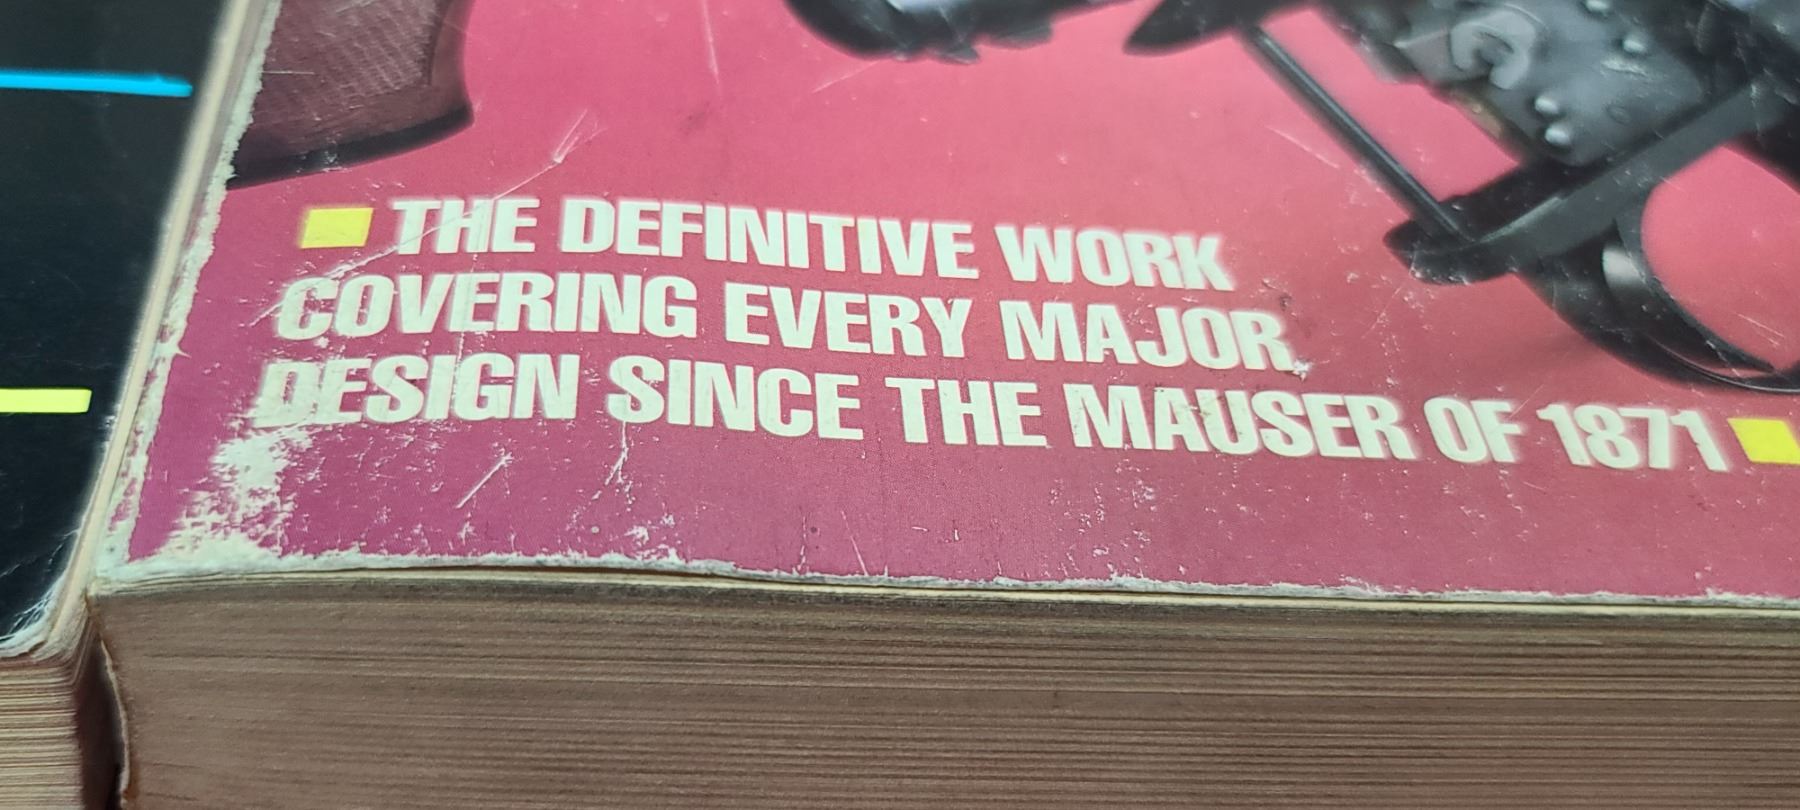 THE DEFINITIVE WORK
COVERING EVERY MAJOR
DESIGN SINCE THE MAUSER OF 1871